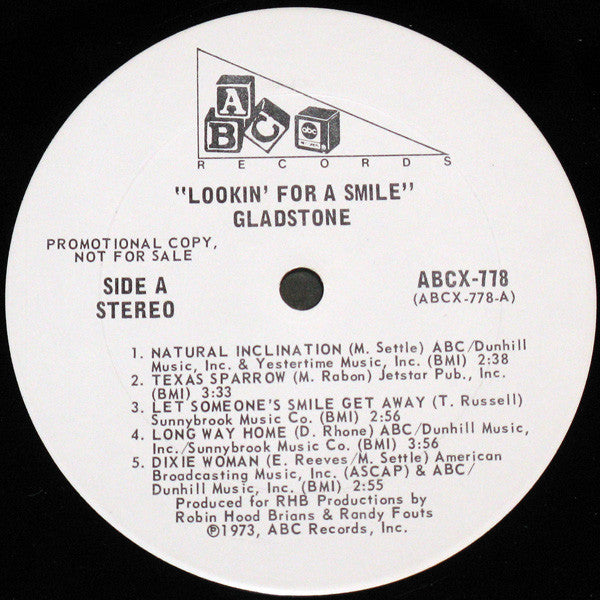 A
B C abc
RECORDS
"LOOKIN' FOR A SMILE"
GLADSTONE
PROMOTIONAL COPY,
NOT FOR SALE
SIDE A
STEREO
ABCX-778
(ABCX-778-A)
1. NATURAL INCLINATION (M. Settle) ABC/Dunhill
Music, Inc. & Yestertime Music, Inc. (BMI) 2:38
2. TEXAS SPARROW (M. Rabon) Jetstar Pub., Inc.
(BMI) 3:33
3. LET SOMEONE'S SMILE GET AWAY (T. Russell)
Sunnybrook Music Co. (BMI) 2:56
4. LONG WAY HOME (D. Rhone) ABC/Dunhill Music,
Inc./Sunnybrook Music Co. (BMI) 3:56
5. DIXIE WOMAN (E. Reeves/M. Settle) American
Broadcasting Music, Inc. (ASCAP) & ABC/
Dunhill Music, Inc. (BMI) 2:55
Produced for RHB Productions by
Robin Hood Brians & Randy Fouts
℗1973, ABC Records, Inc.